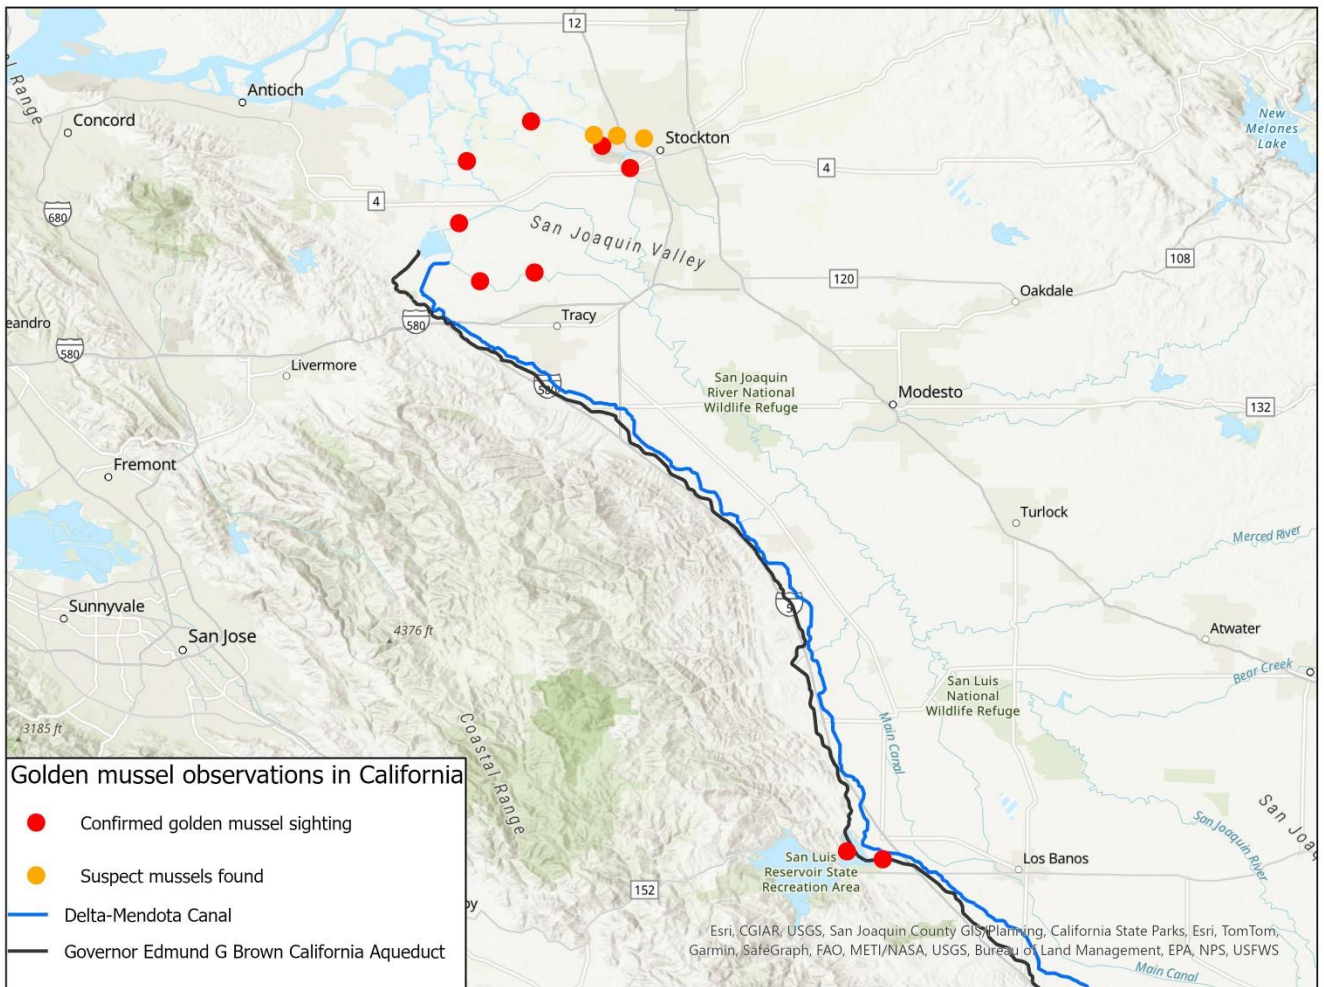 12
Antioch
al Range
Concord
Stockton
New
Melones
Lake
4
4
680
San Joaquin Valley
108
120
Oakdale
eandro
580
Tracy
580
Livermore
580
San Joaquin
River National
Wildlife Refuge
Modesto
132
Fremont
Turlock
Merced River
Sunnyvale
5
San Jose
4376 ft
Atwater
Bear Creek
San Luis
National
Wildlife Refuge
3185 ft
Coastal Range
Main Canal
Golden mussel observations in California
Confirmed golden mussel sighting
Suspect mussels found
Delta-Mendota Canal
Governor Edmund G Brown California Aqueduct
San Joaq
San Joaquin River
San Luis
Reservoir State
Recreation Area
Los Banos
152
oy
Esri, CGIAR, USGS, San Joaquin County GIS/Planning, California State Parks, Esri, TomTom,
Garmin, SafeGraph, FAO, METI/NASA, USGS, Bureau of Land Management, EPA, NPS, USFWS
Main Canal